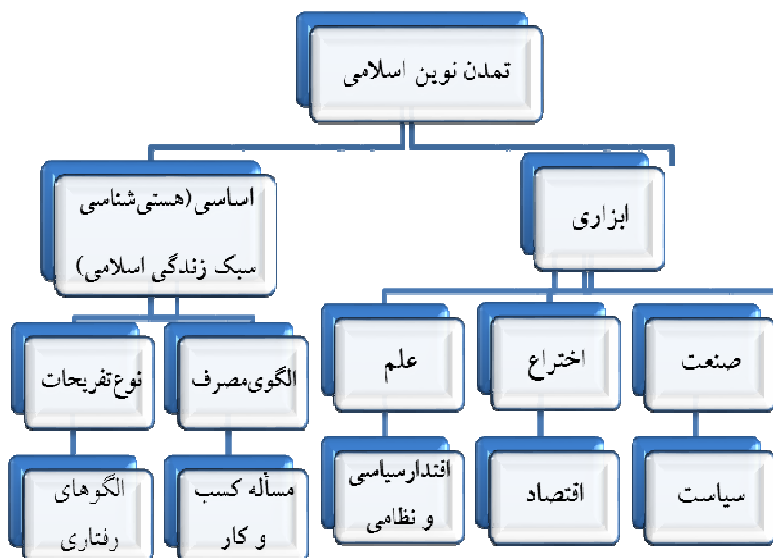 تمدن نوین اسلامی
ابزاری
اساسی (هستی‌شناسی
سبک زندگی اسلامی)
صنعت
اختراع
علم
الگوی‌مصرف
نوع‌تفریحات
سیاست
اقتصاد
اقتدارسیاسی
و نظامی
مسأله کسب
و کار
الگوهای
رفتاری